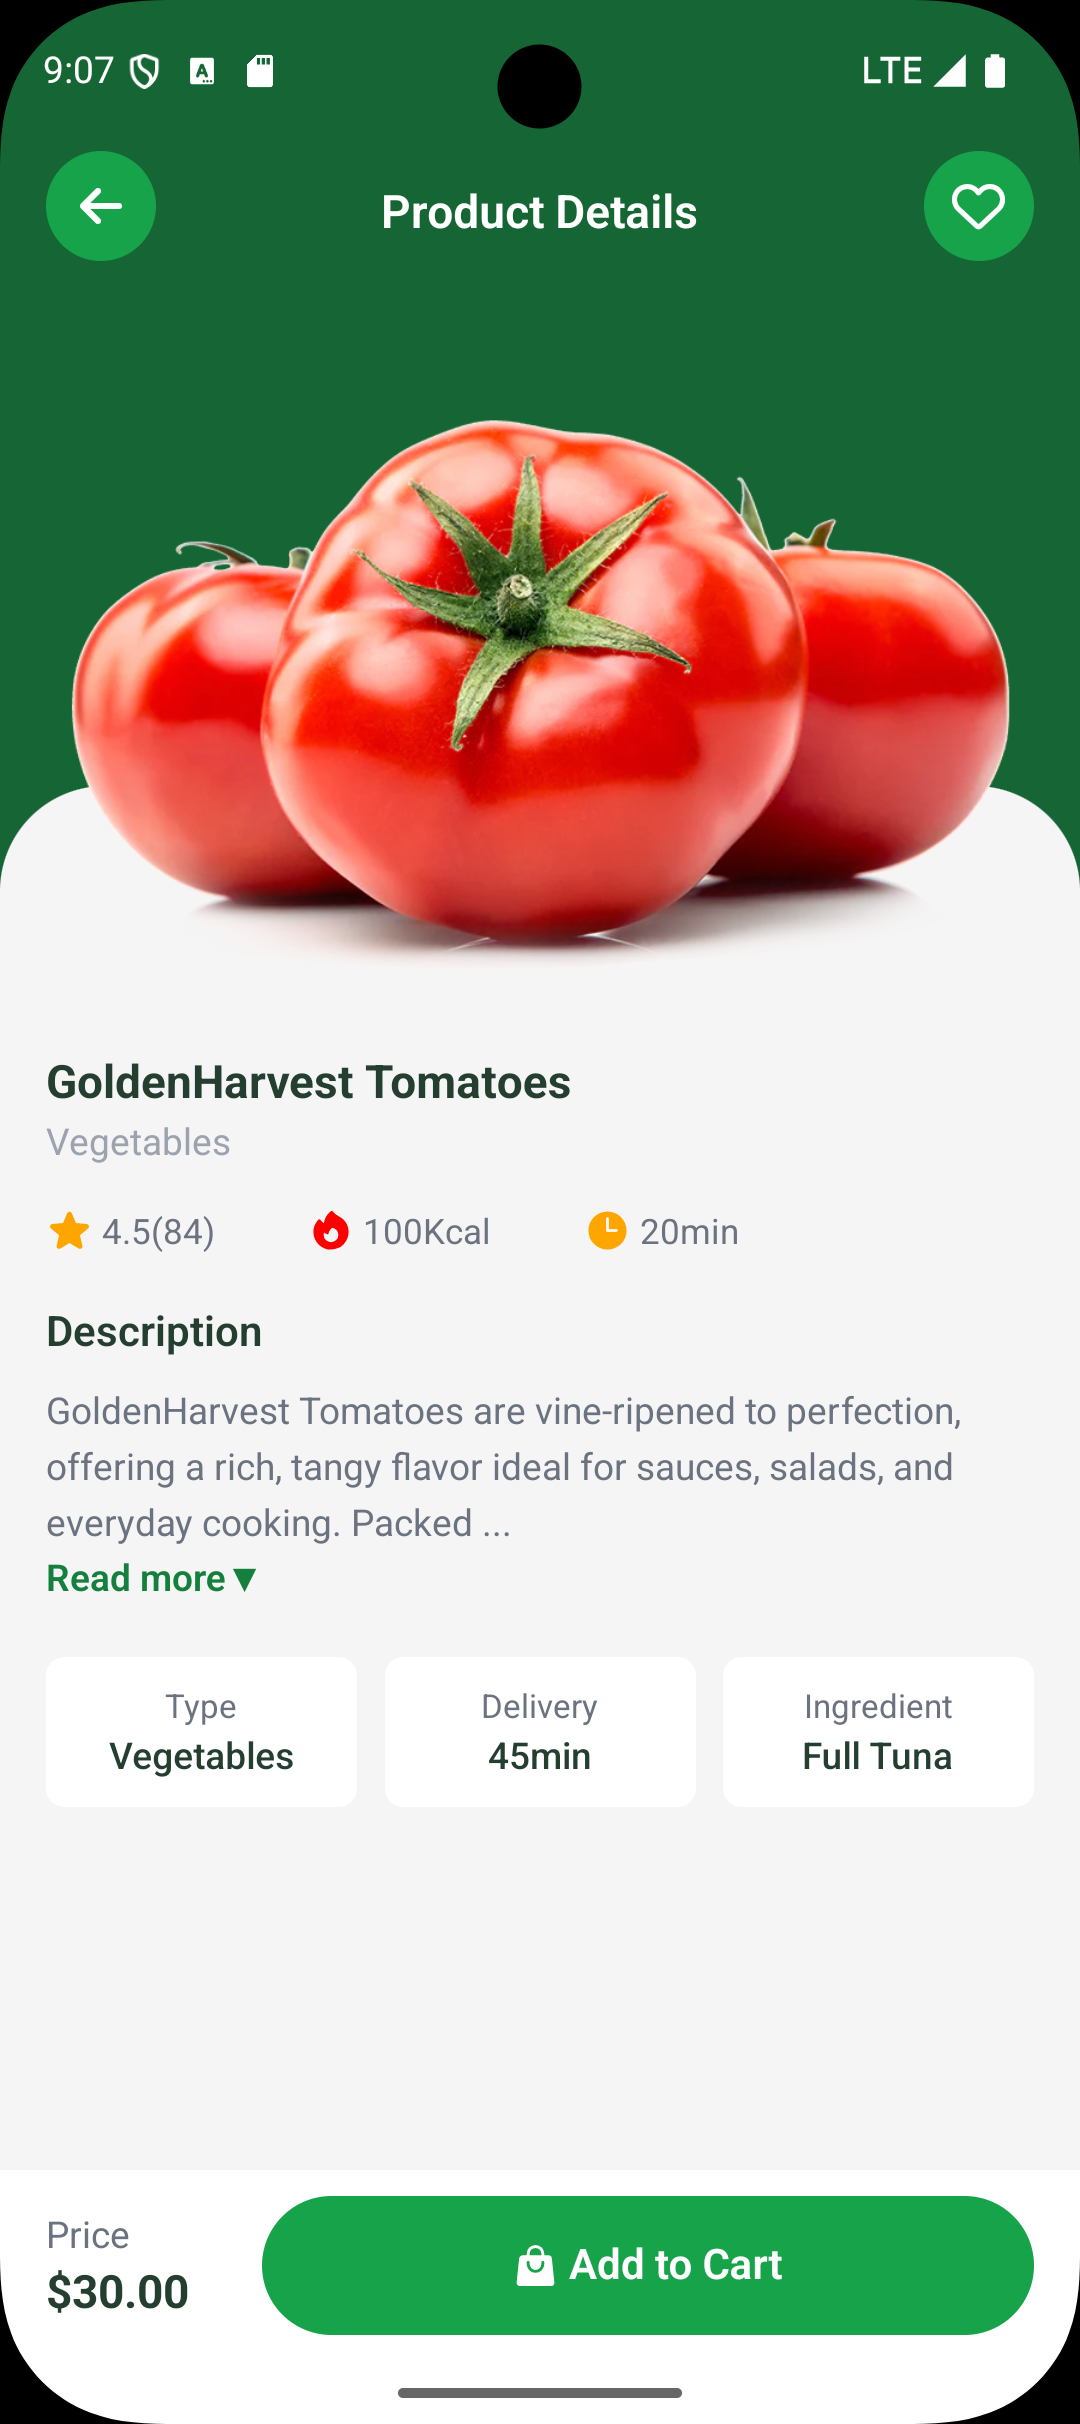 9:07
LTE
Product Details
GoldenHarvest Tomatoes
Vegetables
4.5(84)
100Kcal
20min
Description
GoldenHarvest Tomatoes are vine-ripened to perfection,
offering a rich, tangy flavor ideal for sauces, salads, and
everyday cooking. Packed ...
Read more ▼
Type
Vegetables
Delivery
45min
Ingredient
Full Tuna
Price
$30.00
Add to Cart